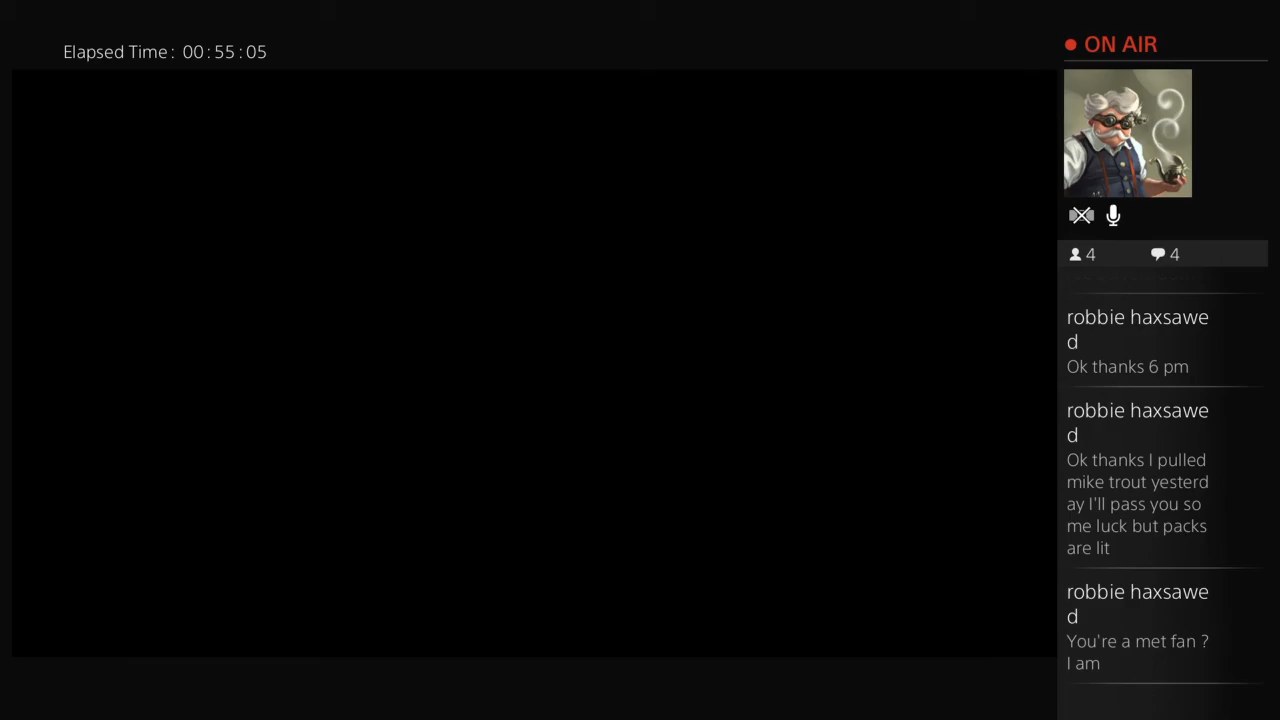 Elapsed Time: 00:55:05
ON AIR
4 4
robbie haxsawe
d
Ok thanks 6 pm
robbie haxsawe
d
Ok thanks I pulled
mike trout yesterd
ay I'll pass you so
me luck but packs
are lit
robbie haxsawe
d
You're a met fan ?
I am